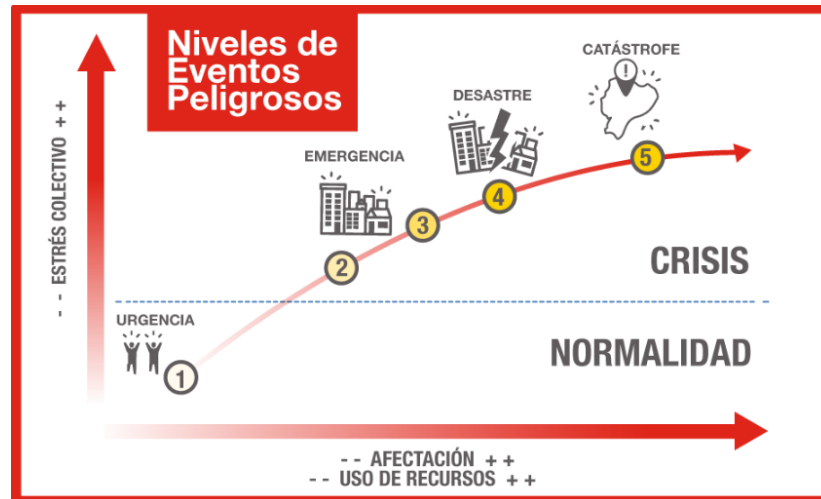 Niveles de
Eventos
Peligrosos
CATÁSTROFE
!
DESASTRE
EMERGENCIA
5
4
3
2
CRISIS
URGENCIA
NORMALIDAD
1
- - ESTRÉS COLECTIVO + +
- - AFECTACIÓN + +
- - USO DE RECURSOS + +